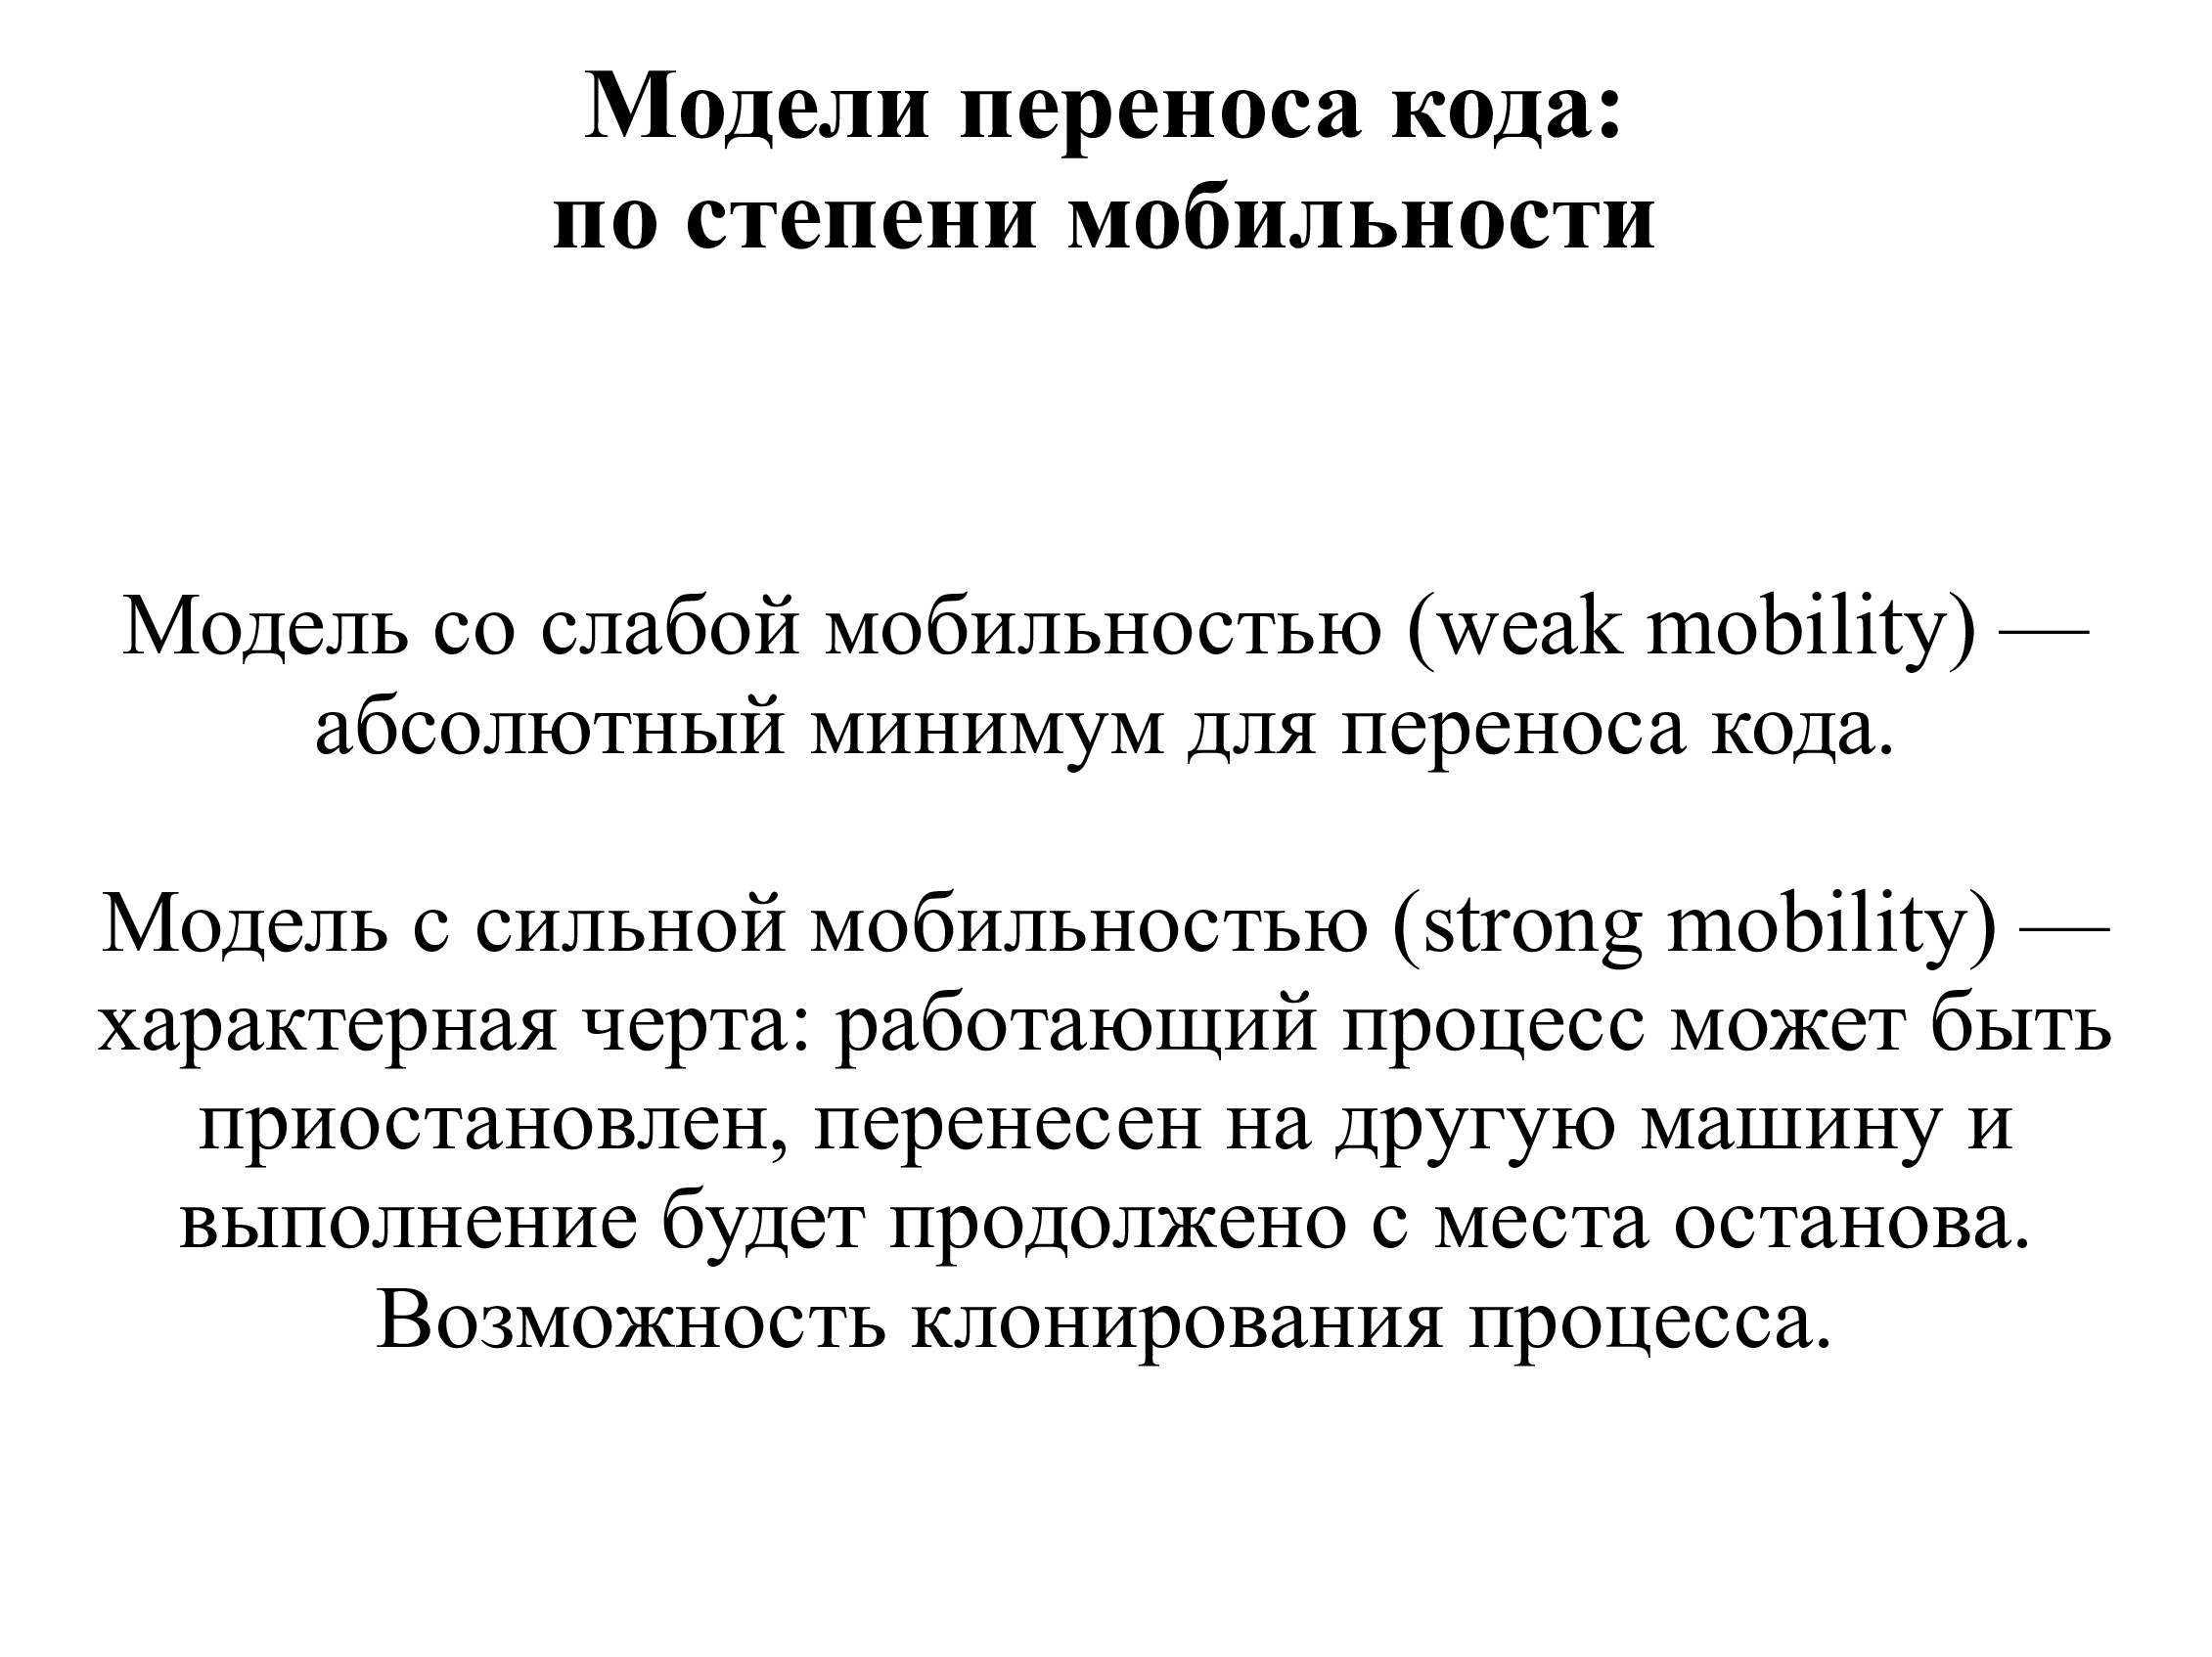 Модели переноса кода:
по степени мобильности
Модель со слабой мобильностью (weak mobility) —
абсолютный минимум для переноса кода.
Модель с сильной мобильностью (strong mobility) —
характерная черта: работающий процесс может быть
приостановлен, перенесен на другую машину и
выполнение будет продолжено с места останова.
Возможность клонирования процесса.